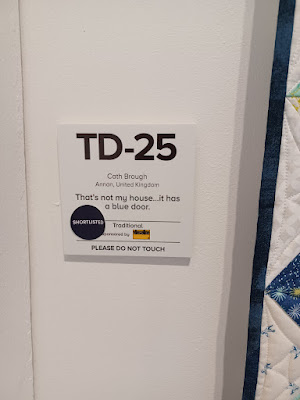 TD-25
Cath Brough
Annan, United Kingdom
That's not my house...it has
a blue door.
SHORTLISTED
Traditional
PLEASE DO NOT TOUCH